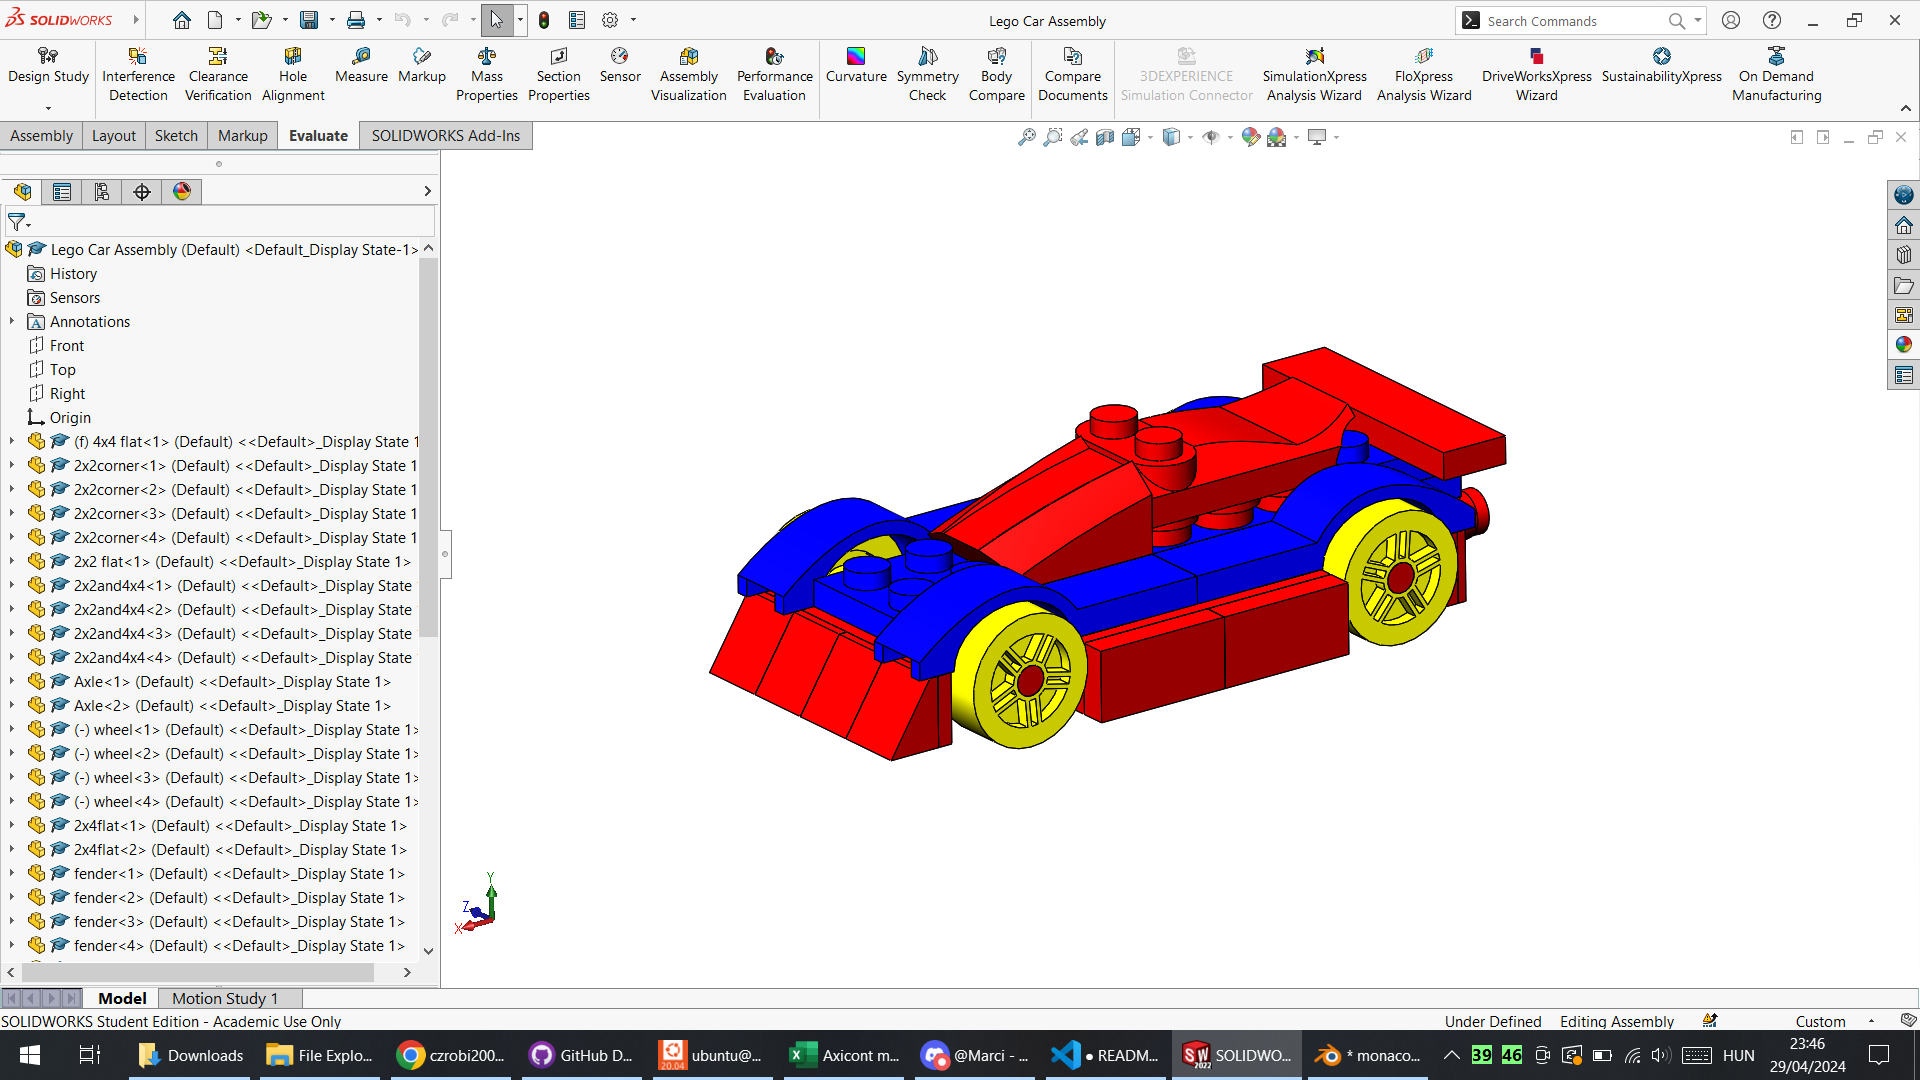 SOLIDWORKS
Lego Car Assembly
Search Commands
Design Study
Interference Detection
Clearance Verification
Hole Alignment
Measure
Markup
Mass Properties
Section Properties
Sensor
Assembly Visualization
Performance Evaluation
Curvature
Symmetry Check
Body Compare
Compare Documents
3DEXPERIENCE Simulation Connector
SimulationXpress Analysis Wizard
FloXpress Analysis Wizard
DriveWorksXpress Wizard
SustainabilityXpress
On Demand Manufacturing
Assembly
Layout
Sketch
Markup
Evaluate
SOLIDWORKS Add-Ins
Lego Car Assembly (Default) <Default_Display State-1>
History
Sensors
Annotations
Front
Top
Right
Origin
(f) 4x4 flat<1> (Default) <<Default>_Display State 1
2x2corner<1> (Default) <<Default>_Display State 1
2x2corner<2> (Default) <<Default>_Display State 1
2x2corner<3> (Default) <<Default>_Display State 1
2x2corner<4> (Default) <<Default>_Display State 1
2x2 flat<1> (Default) <<Default>_Display State 1>
2x2and4x4<1> (Default) <<Default>_Display State
2x2and4x4<2> (Default) <<Default>_Display State
2x2and4x4<3> (Default) <<Default>_Display State
2x2and4x4<4> (Default) <<Default>_Display State
Axle<1> (Default) <<Default>_Display State 1>
Axle<2> (Default) <<Default>_Display State 1>
(-) wheel<1> (Default) <<Default>_Display State 1>
(-) wheel<2> (Default) <<Default>_Display State 1>
(-) wheel<3> (Default) <<Default>_Display State 1>
(-) wheel<4> (Default) <<Default>_Display State 1>
2x4flat<1> (Default) <<Default>_Display State 1>
2x4flat<2> (Default) <<Default>_Display State 1>
fender<1> (Default) <<Default>_Display State 1>
fender<2> (Default) <<Default>_Display State 1>
fender<3> (Default) <<Default>_Display State 1>
fender<4> (Default) <<Default>_Display State 1>
Y
Z
X
Model
Motion Study 1
SOLIDWORKS Student Edition - Academic Use Only
Under Defined
Editing Assembly
Custom
Downloads
File Explo...
czrobi200...
GitHub D...
20.04
ubuntu@...
Axicont m...
@Marci - ...
● READM...
SW 2022
SOLIDWO...
* monaco...
39
46
HUN
23:46
29/04/2024